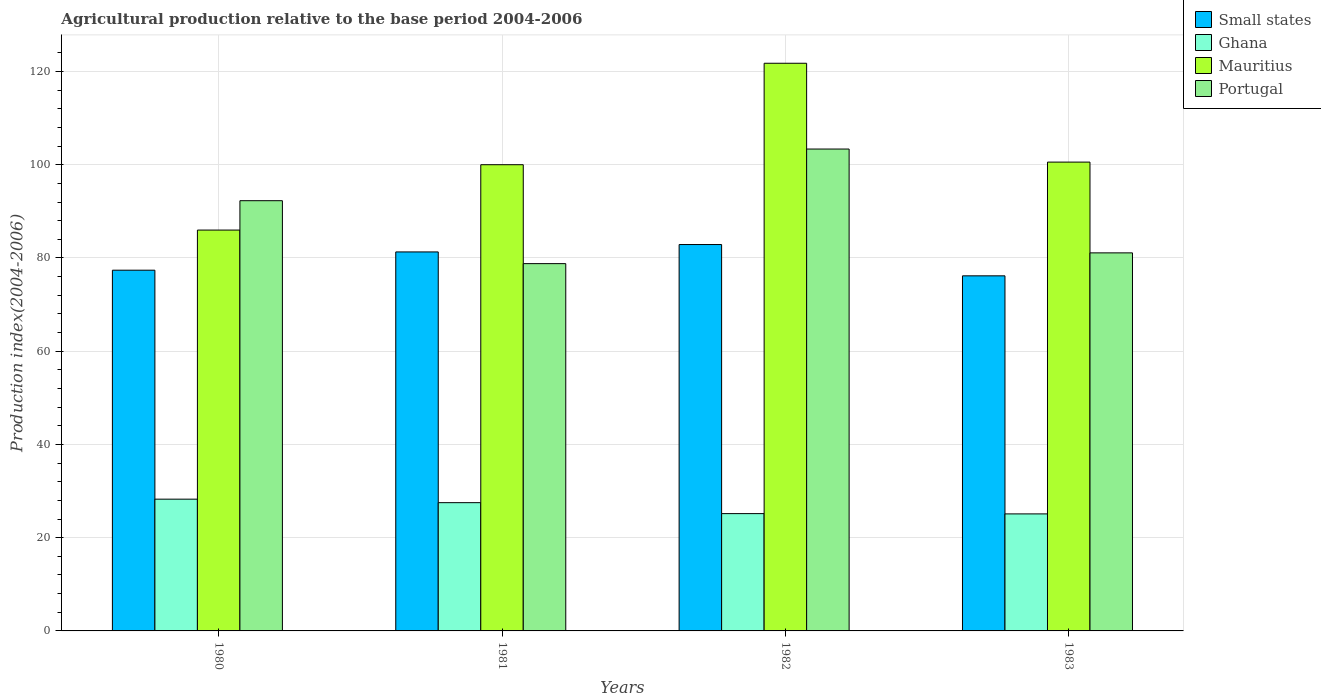 Agricultural production relative to the base period 2004-2006
Small states
Ghana
Mauritius
Portugal
Production index(2004-2006)
120
100
80
60
40
20
0
1980
1981
1982
1983
Years